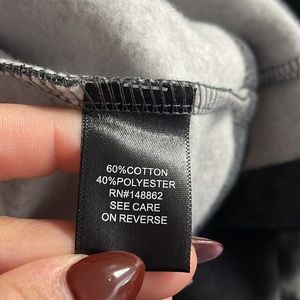 60%COTTON
40%POLYESTER
RN#148862
SEE CARE
ON REVERSE